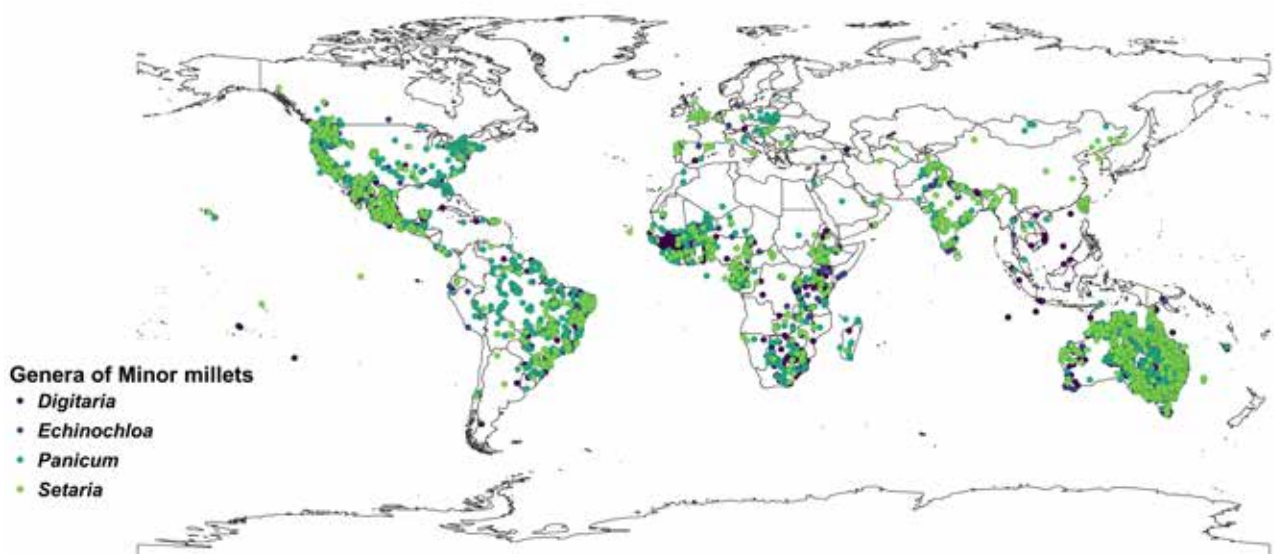 Genera of Minor millets
Digitaria
Echinochloa
Panicum
Setaria